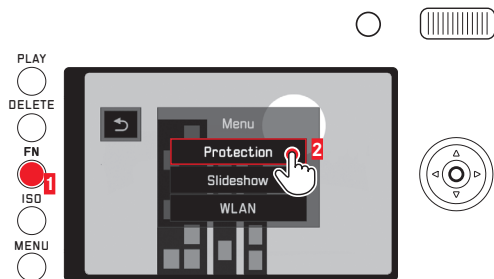 PLAY
DELETE
FN
1
ISO
MENU
Menu
Protection 2
Slideshow
WLAN